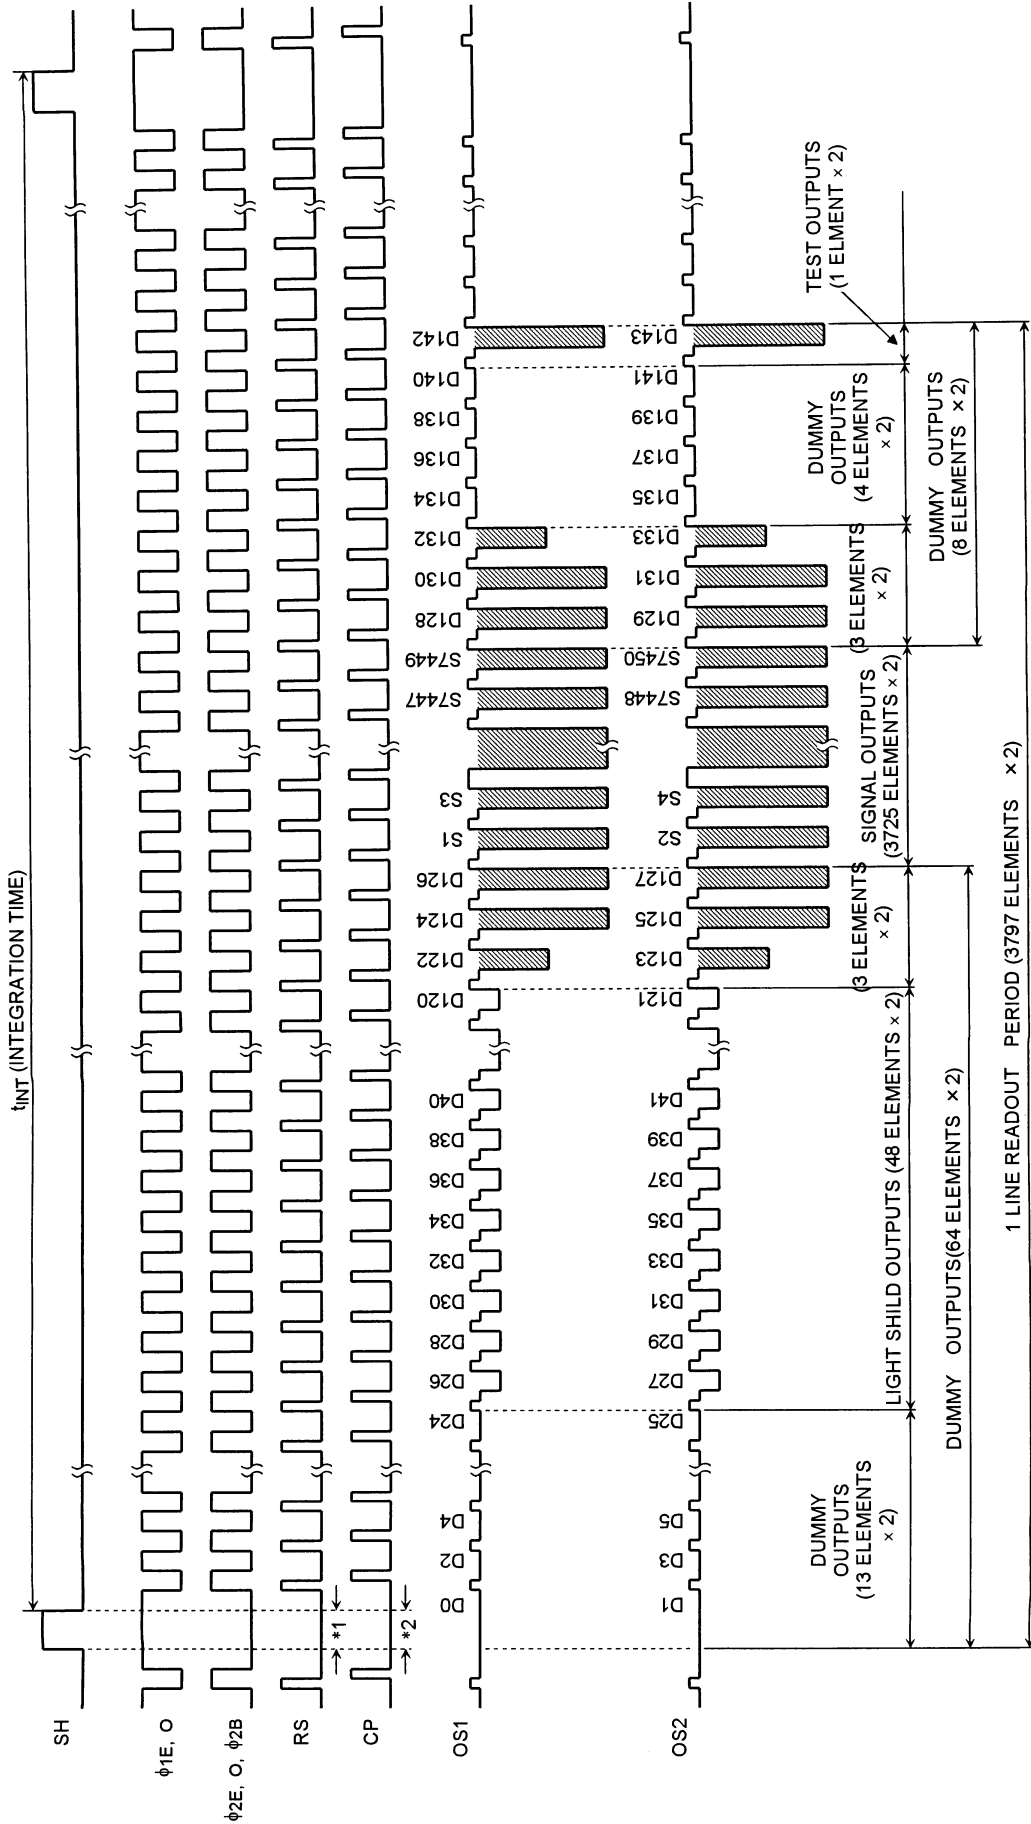 tINT (INTEGRATION TIME)
SH
φ1E, O
φ2E, O, φ2B
RS
*1
CP
*2
OS1
D0
D2
D4
D24
D26
D28
D30
D32
D34
D36
D38
D40
D120
D122
D124
D126
S1
S3
S7447
S7449
D128
D130
D132
D134
D136
D138
D140
D142
OS2
D1
D3
D5
D25
D27
D29
D31
D33
D35
D37
D39
D41
D121
D123
D125
D127
S2
S4
S7448
S7450
D129
D131
D133
D135
D137
D139
D141
D143
DUMMY
OUTPUTS
(13 ELEMENTS
× 2)
LIGHT SHILD OUTPUTS (48 ELEMENTS × 2)
(3 ELEMENTS
× 2)
SIGNAL OUTPUTS
(3725 ELEMENTS × 2)
(3 ELEMENTS
× 2)
DUMMY
OUTPUTS
(4 ELEMENTS
× 2)
TEST OUTPUTS
(1 ELMENT × 2)
DUMMY OUTPUTS(64 ELEMENTS × 2)
DUMMY OUTPUTS
(8 ELEMENTS × 2)
1 LINE READOUT PERIOD (3797 ELEMENTS × 2)